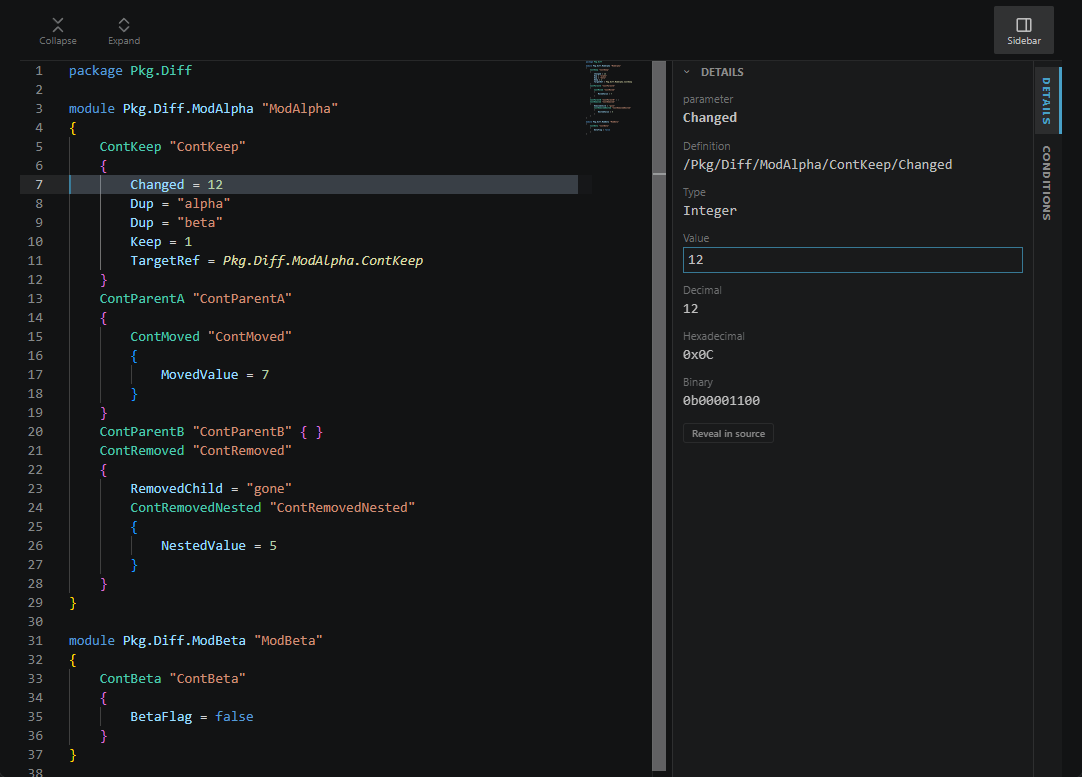 Collapse
Expand
Sidebar
1 package Pkg.Diff
2
3 module Pkg.Diff.ModAlpha "ModAlpha"
4 {
5 ContKeep "ContKeep"
6 {
7 Changed = 12
8 Dup = "alpha"
9 Dup = "beta"
10 Keep = 1
11 TargetRef = Pkg.Diff.ModAlpha.ContKeep
12 }
13 ContParentA "ContParentA"
14 {
15 ContMoved "ContMoved"
16 {
17 MovedValue = 7
18 }
19 }
20 ContParentB "ContParentB" { }
21 ContRemoved "ContRemoved"
22 {
23 RemovedChild = "gone"
24 ContRemovedNested "ContRemovedNested"
25 {
26 NestedValue = 5
27 }
28 }
29 }
30
31 module Pkg.Diff.ModBeta "ModBeta"
32 {
33 ContBeta "ContBeta"
34 {
35 BetaFlag = false
36 }
37 }
38
DETAILS
parameter
Changed
Definition
/Pkg/Diff/ModAlpha/ContKeep/Changed
Type
Integer
Value
12
Decimal
12
Hexadecimal
0x0C
Binary
0b00001100
Reveal in source
DETAILS
CONDITIONS